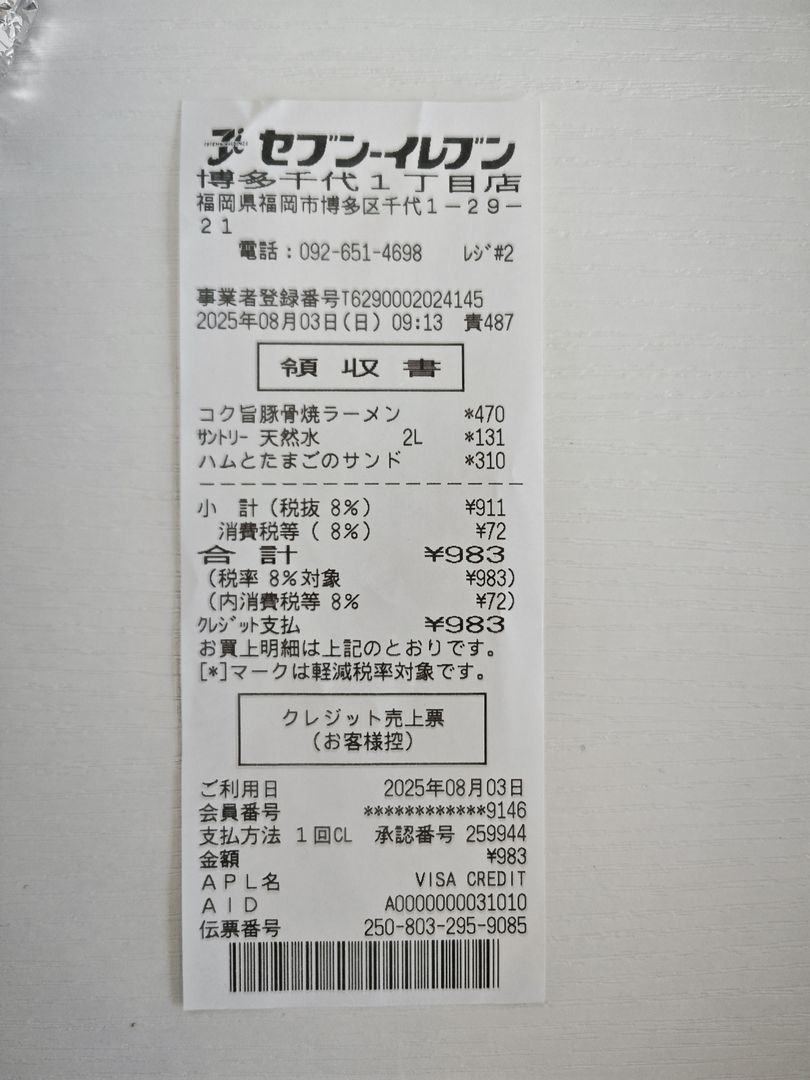 セブン-イレブン
博多千代1丁目店
福岡県福岡市博多区千代1-29-
21
電話:092-651-4698 ﾚｼﾞ#2
事業者登録番号T6290002024145
2025年08月03日(日) 09:13 責487
領 収 書
コク旨豚骨焼ラーメン *470
ｻﾝﾄﾘｰ 天然水 2L *131
ハムとたまごのサンド *310
小 計(税抜 8%) ¥911
消費税等( 8%) ¥72
合 計 ¥983
(税率 8%対象 ¥983)
(内消費税等 8% ¥72)
ｸﾚｼﾞｯﾄ支払 ¥983
お買上明細は上記のとおりです。
[*]マークは軽減税率対象です。
クレジット売上票
(お客様控)
ご利用日 2025年08月03日
会員番号 ************9146
支払方法 1回CL 承認番号 259944
金額 ¥983
APL名 VISA CREDIT
AID A0000000031010
伝票番号 250-803-295-9085